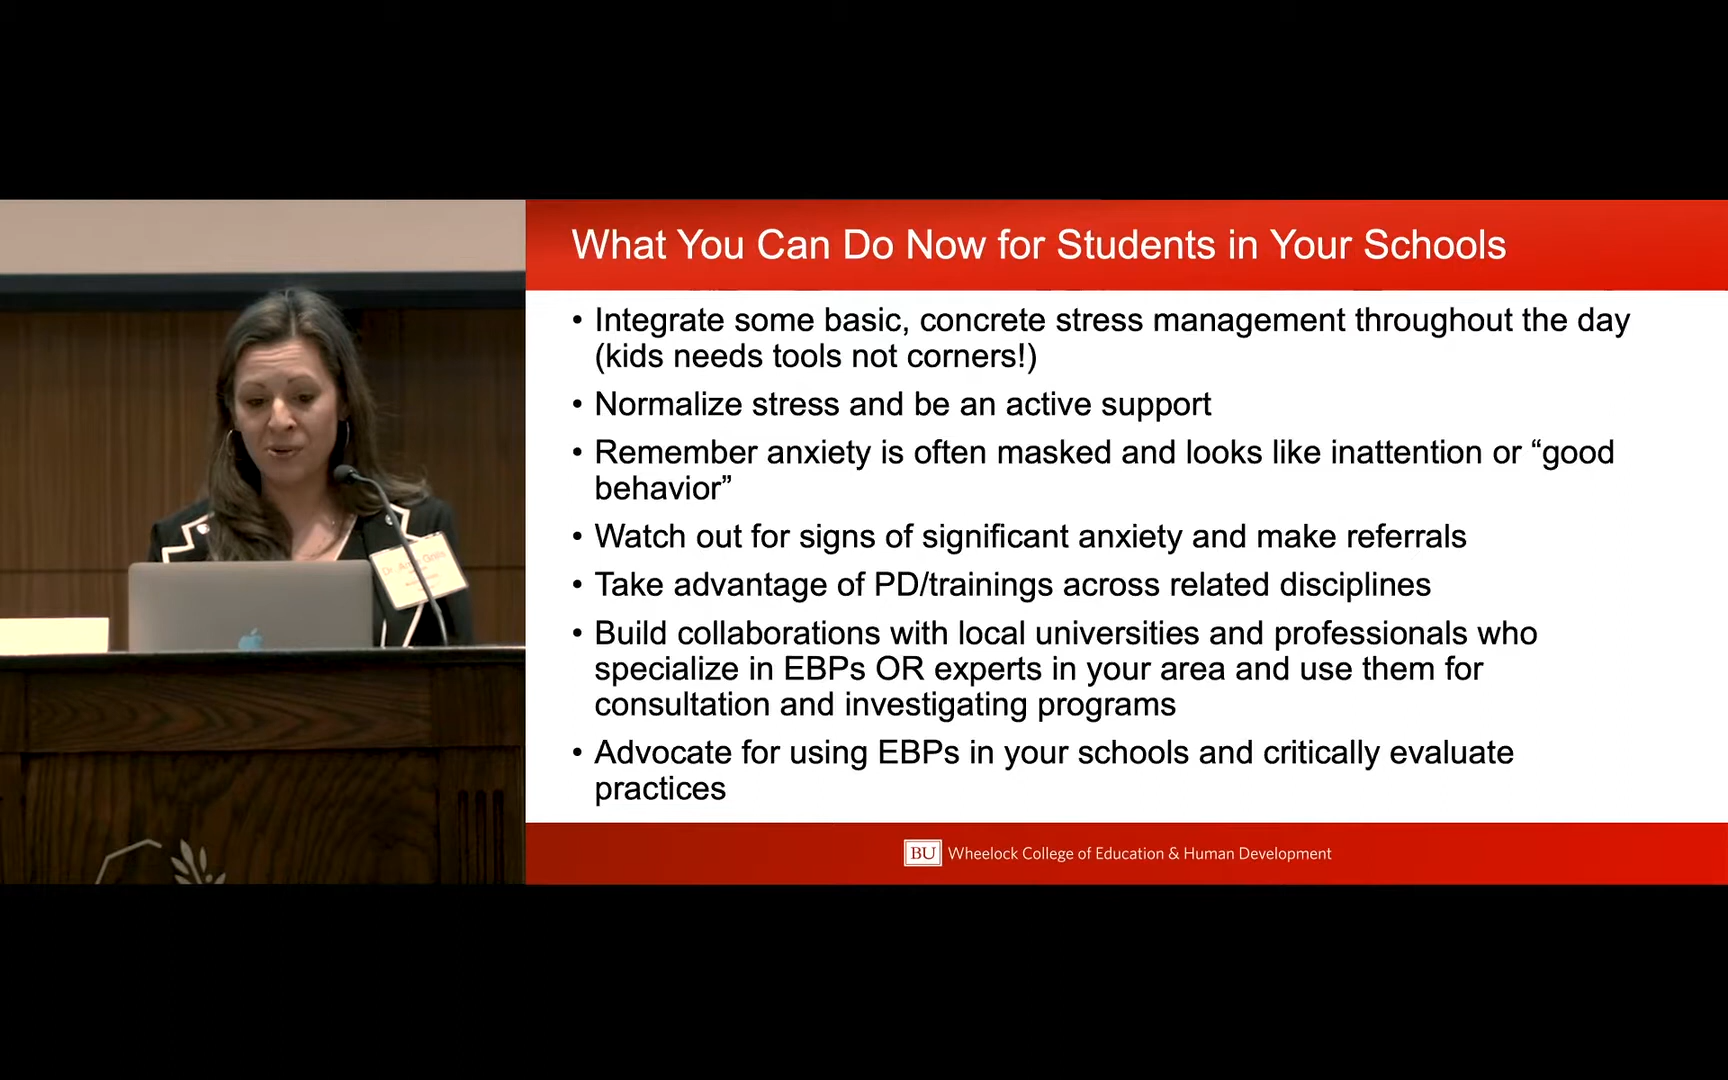 What You Can Do Now for Students in Your Schools
• Integrate some basic, concrete stress management throughout the day
(kids needs tools not corners!)
• Normalize stress and be an active support
• Remember anxiety is often masked and looks like inattention or “good
behavior”
• Watch out for signs of significant anxiety and make referrals
• Take advantage of PD/trainings across related disciplines
• Build collaborations with local universities and professionals who
specialize in EBPs OR experts in your area and use them for
consultation and investigating programs
• Advocate for using EBPs in your schools and critically evaluate
practices
BU Wheelock College of Education & Human Development
Dr.